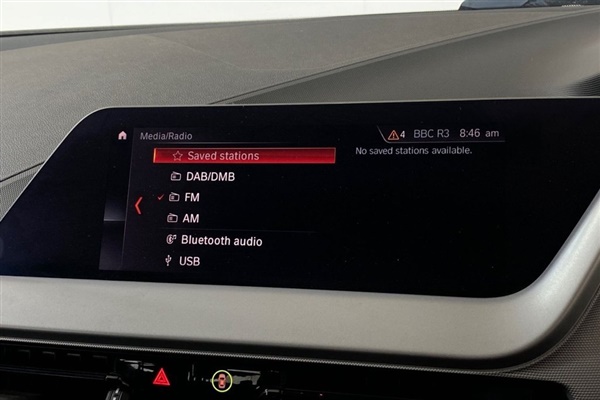 Media/Radio
4 BBC R3 8:46 am
Saved stations
No saved stations available.
DAB/DMB
FM
AM
Bluetooth audio
USB